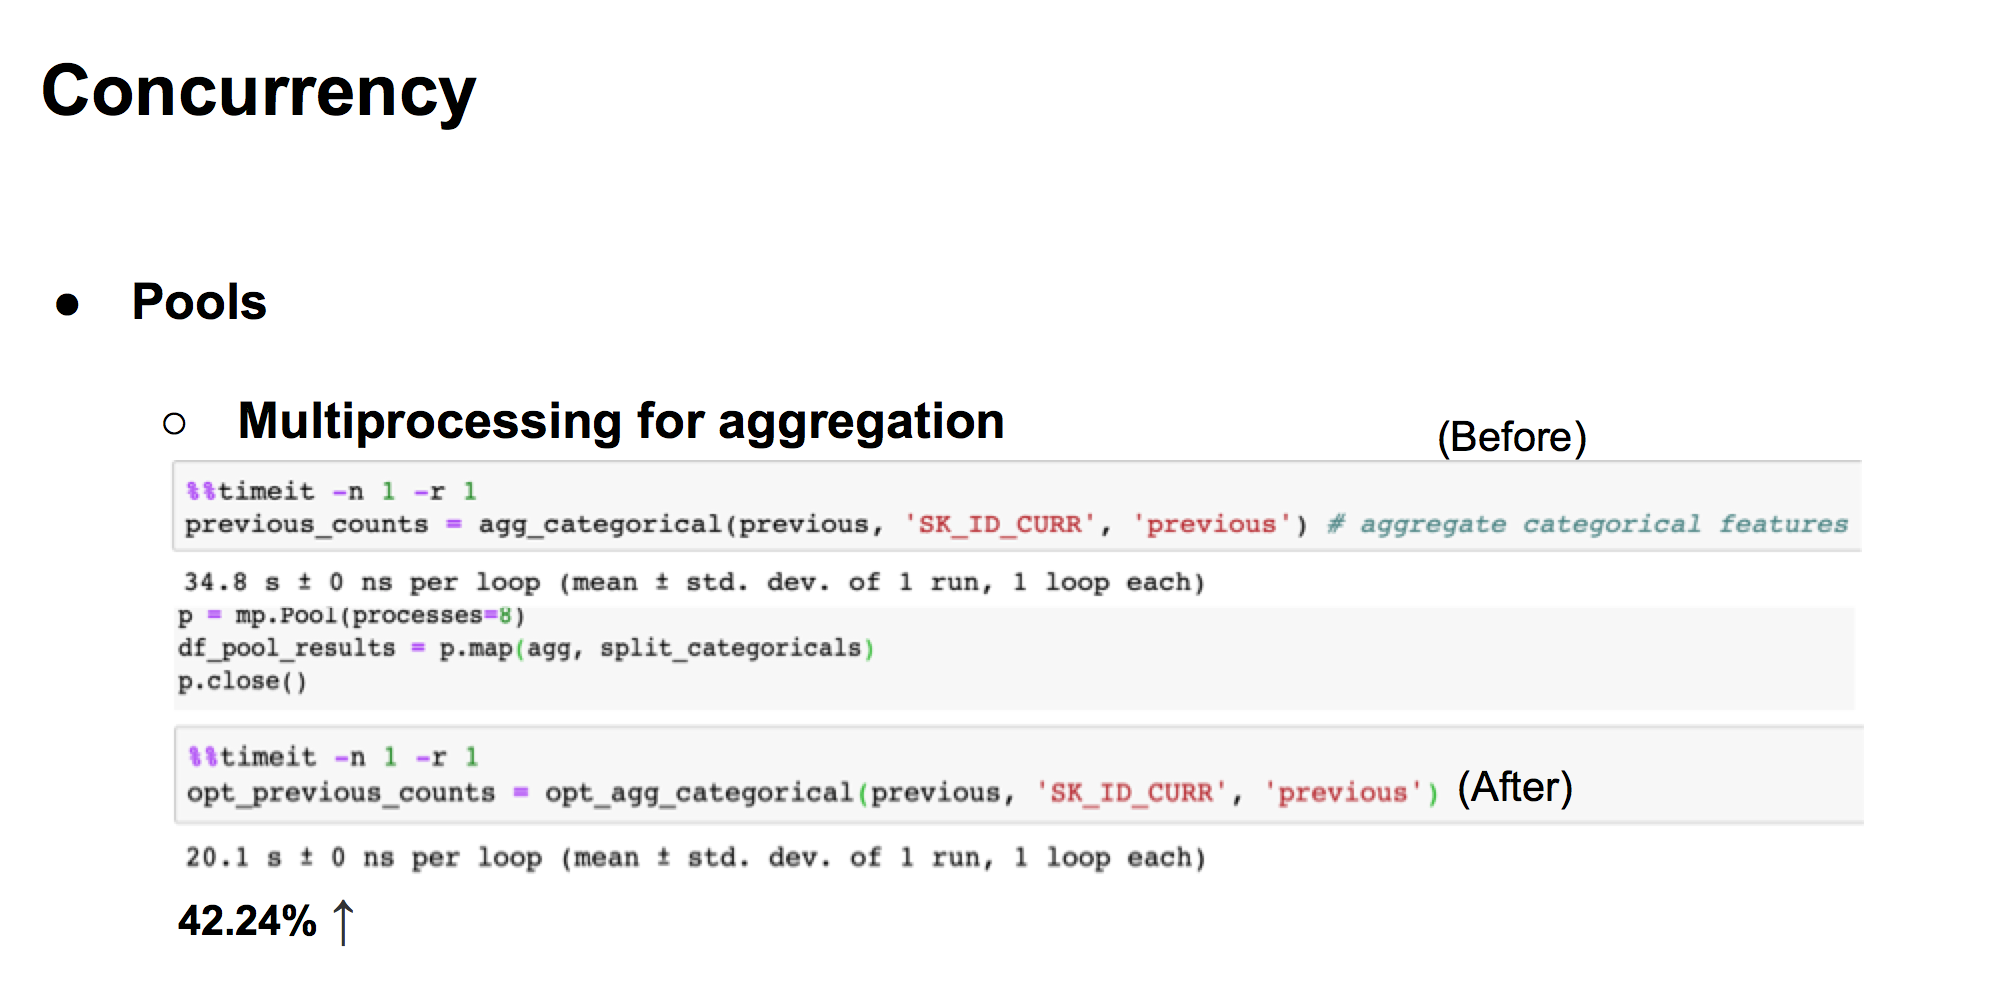 Concurrency
● Pools
○ Multiprocessing for aggregation
(Before)
%%timeit -n 1 -r 1
previous_counts = agg_categorical(previous, 'SK_ID_CURR', 'previous') # aggregate categorical features
34.8 s ± 0 ns per loop (mean ± std. dev. of 1 run, 1 loop each)
p = mp.Pool(processes=8)
df_pool_results = p.map(agg, split_categoricals)
p.close()
%%timeit -n 1 -r 1
opt_previous_counts = opt_agg_categorical(previous, 'SK_ID_CURR', 'previous') (After)
20.1 s ± 0 ns per loop (mean ± std. dev. of 1 run, 1 loop each)
42.24% ↑